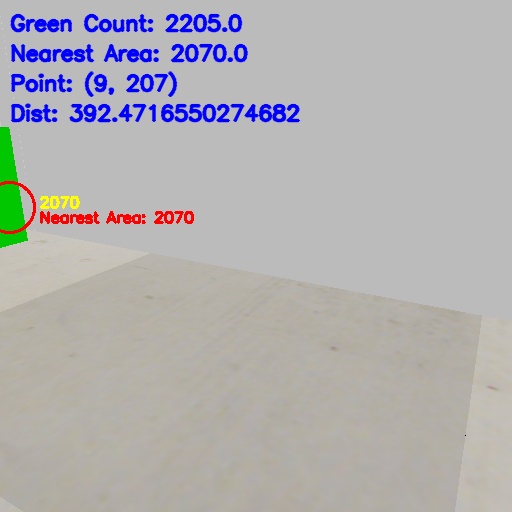 Green Count: 2205.0
Nearest Area: 2070.0
Point: (9, 207)
Dist: 392.4716550274682
2070
Nearest Area: 2070